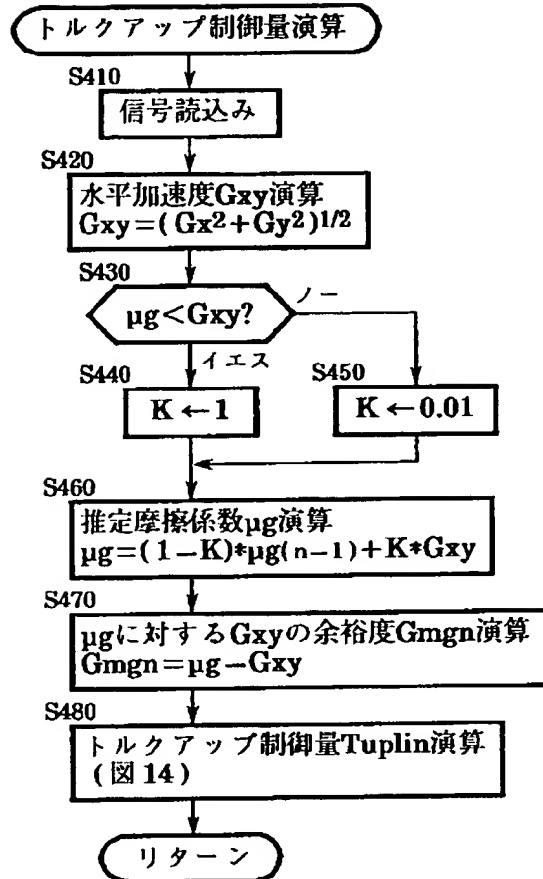 トルクアップ制御量演算
S410
信号読込み
S420
水平加速度Gxy演算
Gxy=(Gx²+Gy²)1/2
S430
μg<Gxy?
ノー
イエス
S440
K←1
S450
K←0.01
S460
推定摩擦係数μg演算
μg=(1−K)*μg(n−1)+K*Gxy
S470
μgに対するGxyの余裕度Gmgn演算
Gmgn=μg−Gxy
S480
トルクアップ制御量Tuplin演算
(図14)
リターン